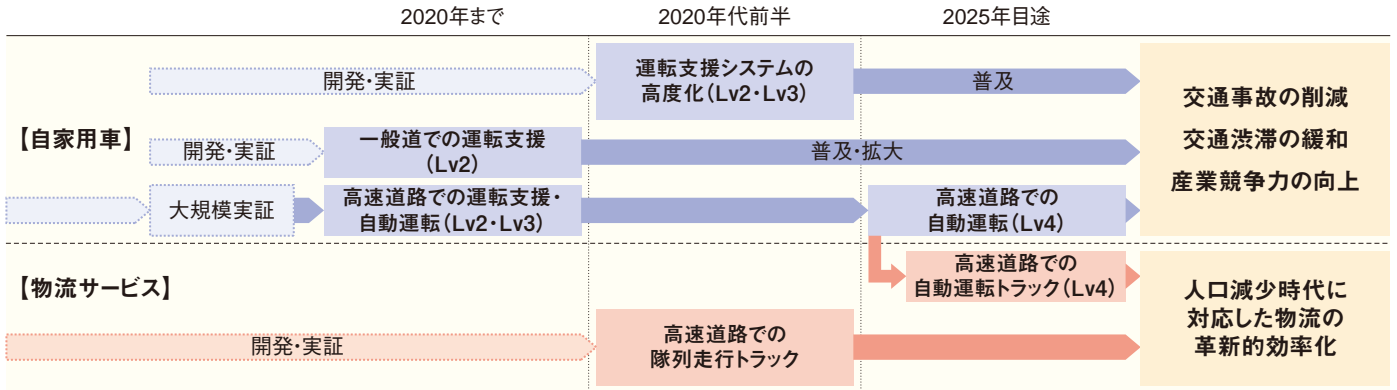 2020年まで
2020年代前半
2025年目途
【自家用車】
開発・実証
運転支援システムの
高度化(Lv2・Lv3)
普及
開発・実証
一般道での運転支援
(Lv2)
普及・拡大
大規模実証
高速道路での運転支援・
自動運転(Lv2・Lv3)
高速道路での
自動運転(Lv4)
交通事故の削減
交通渋滞の緩和
産業競争力の向上
【物流サービス】
高速道路での
自動運転トラック(Lv4)
開発・実証
高速道路での
隊列走行トラック
人口減少時代に
対応した物流の
革新的効率化